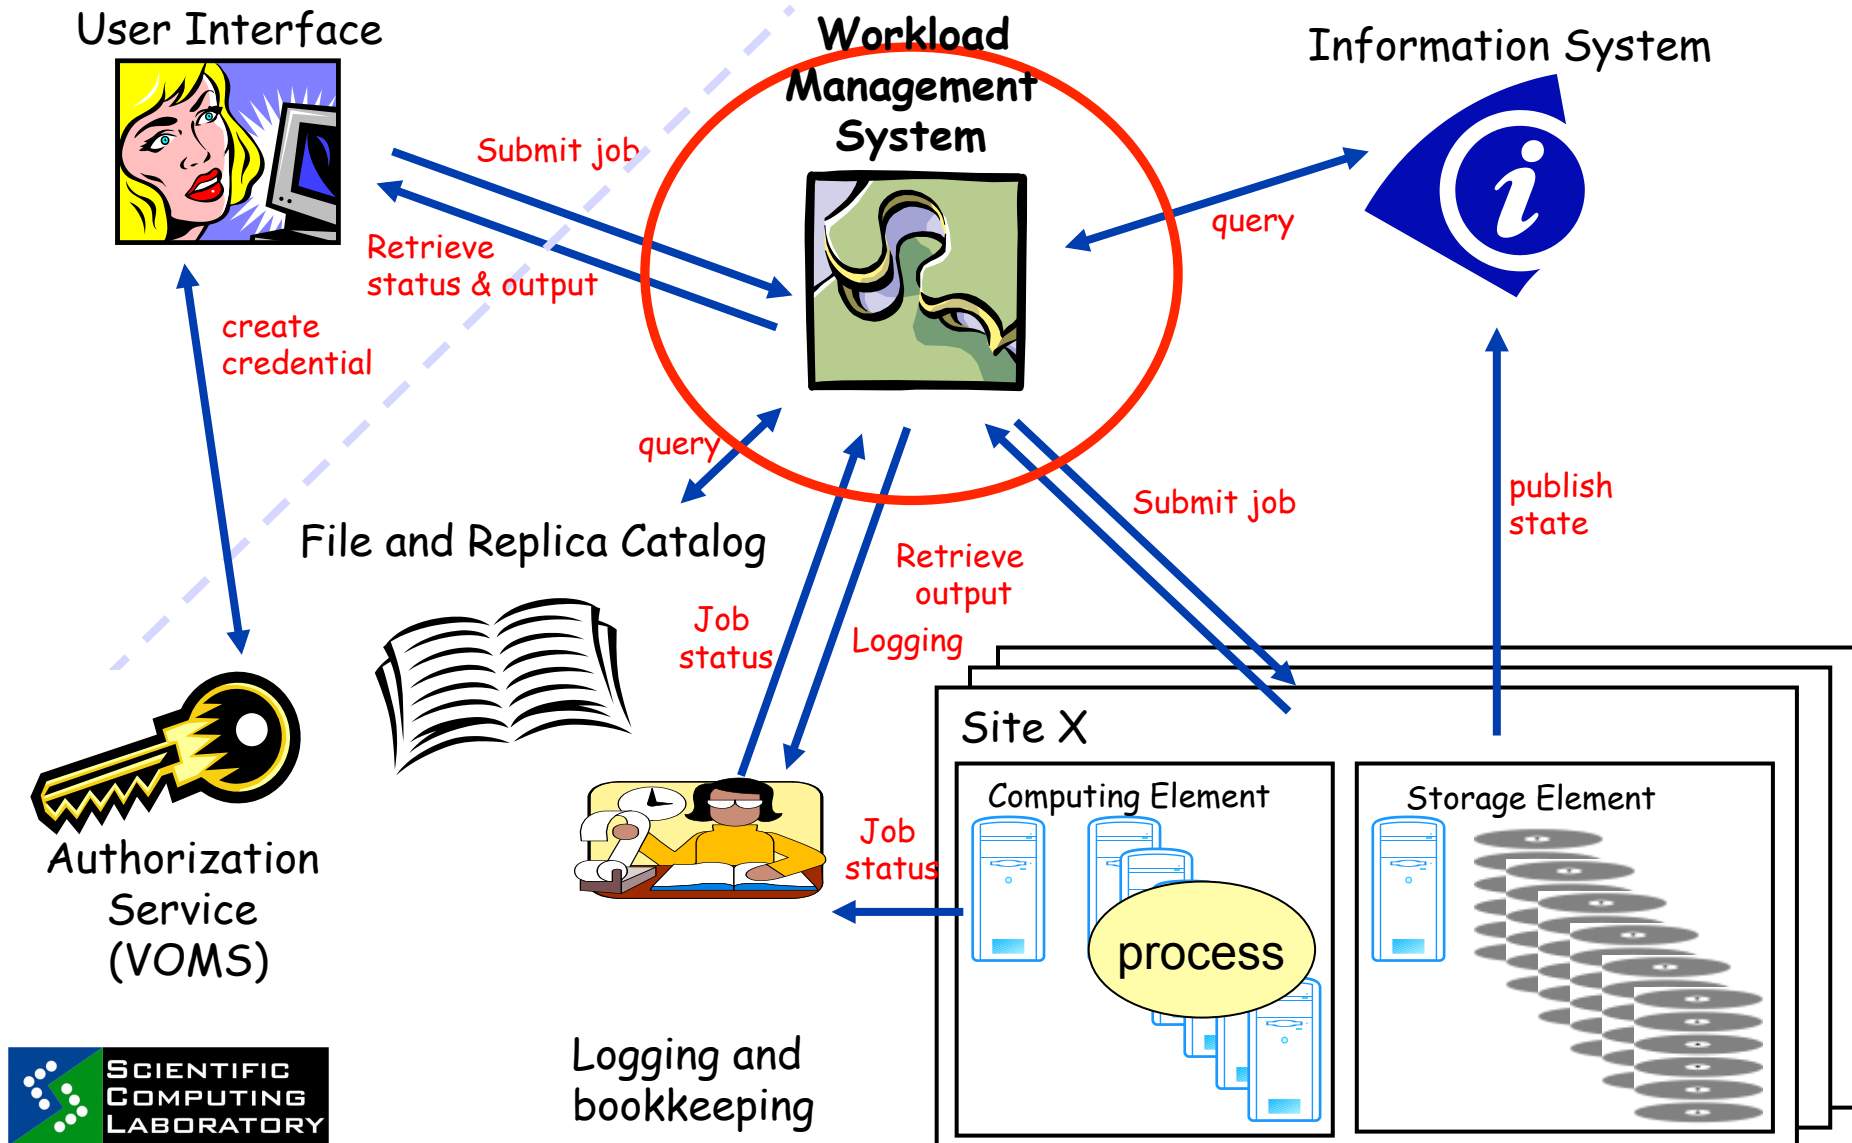 User Interface
Workload
Management
System
Information System
Submit job
Retrieve
status & output
query
create
credential
query
Submit job
publish
state
File and Replica Catalog
Retrieve
output
Job
status
Logging
Site X
Computing Element
Storage Element
Job
status
process
Authorization
Service
(VOMS)
Logging and
bookkeeping
SCIENTIFIC
COMPUTING
LABORATORY